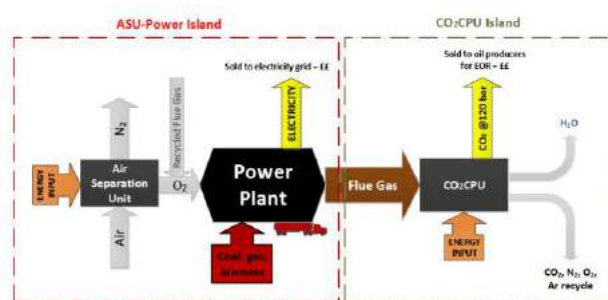 ASU-Power Island
CO₂CPU Island
Sold to electricity grid – ££
Sold to oil producers
for EOR – ££
N₂
Recycled Flue Gas
ELECTRICITY
CO₂ @120 bar
H₂O
ENERGY
INPUT
Air
Separation
Unit
O₂
Power
Plant
Flue Gas
CO₂CPU
Air
Coal, gas,
biomass
ENERGY
INPUT
CO₂, N₂, O₂,
Ar recycle